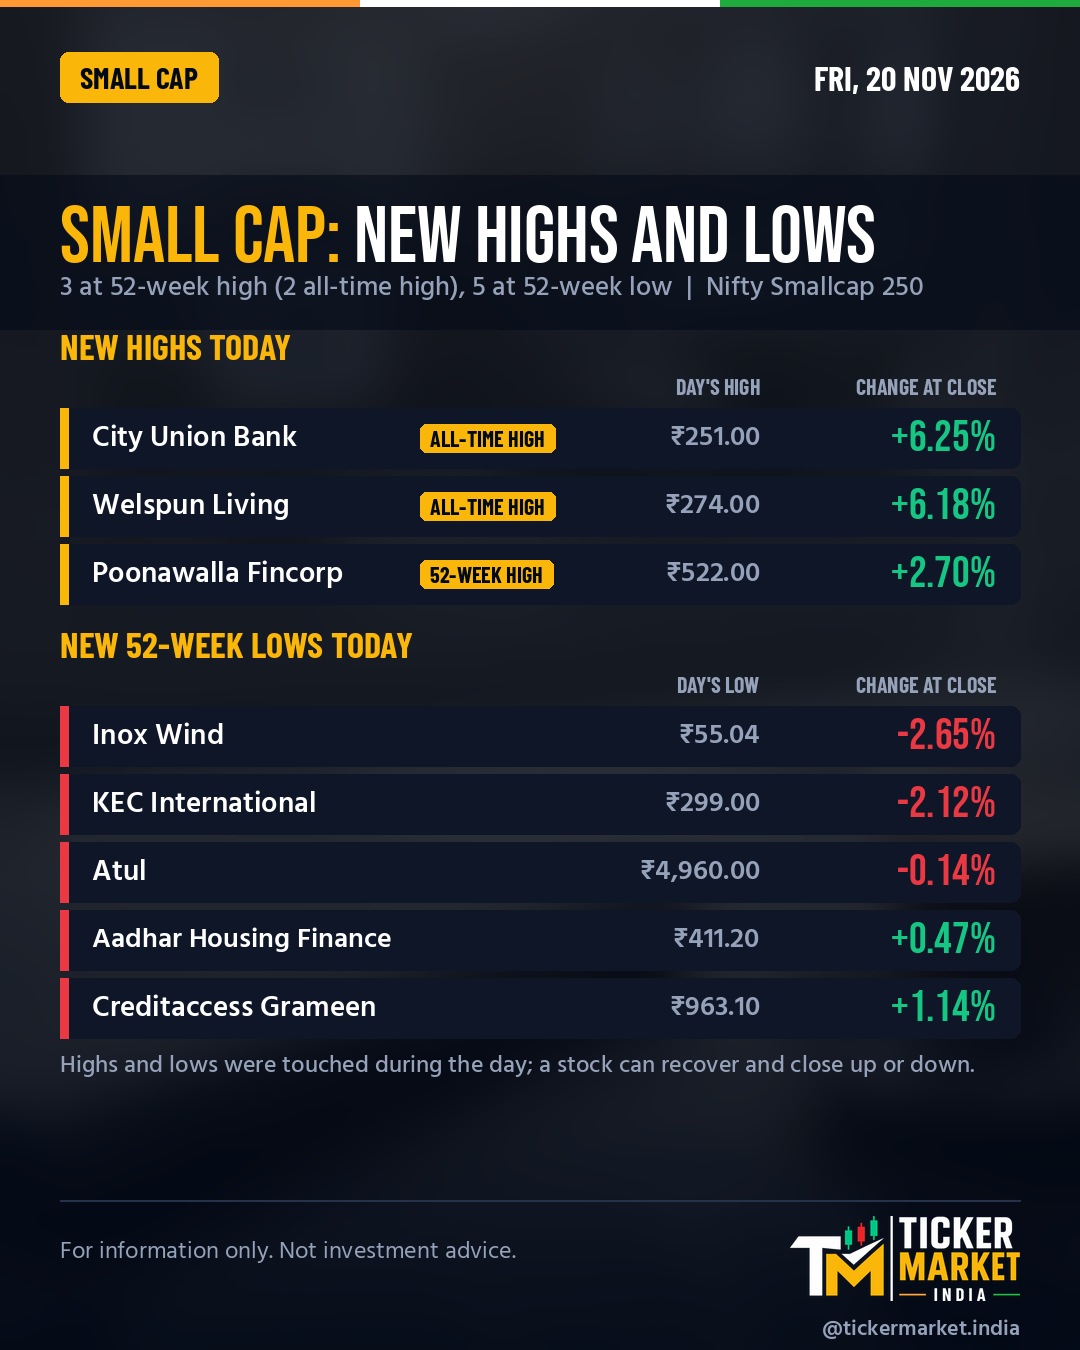 SMALL CAP
FRI, 20 NOV 2026
SMALL CAP: NEW HIGHS AND LOWS
3 at 52-week high (2 all-time high), 5 at 52-week low | Nifty Smallcap 250
NEW HIGHS TODAY
DAY'S HIGH CHANGE AT CLOSE
City Union Bank ALL-TIME HIGH ₹251.00 +6.25%
Welspun Living ALL-TIME HIGH ₹274.00 +6.18%
Poonawalla Fincorp 52-WEEK HIGH ₹522.00 +2.70%
NEW 52-WEEK LOWS TODAY
DAY'S LOW CHANGE AT CLOSE
Inox Wind ₹55.04 -2.65%
KEC International ₹299.00 -2.12%
Atul ₹4,960.00 -0.14%
Aadhar Housing Finance ₹411.20 +0.47%
Creditaccess Grameen ₹963.10 +1.14%
Highs and lows were touched during the day; a stock can recover and close up or down.
For information only. Not investment advice.
TM TICKER
MARKET
INDIA
@tickermarket.india